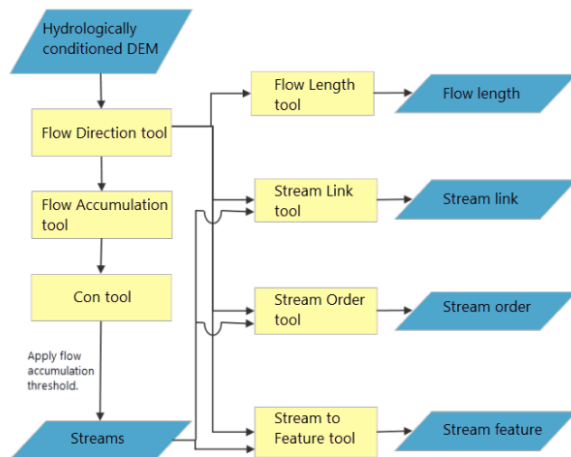 Hydrologically
conditioned DEM
Flow Direction tool
Flow Accumulation
tool
Con tool
Apply flow
accumulation
threshold.
Streams
Flow Length
tool
Flow length
Stream Link
tool
Stream link
Stream Order
tool
Stream order
Stream to
Feature tool
Stream feature